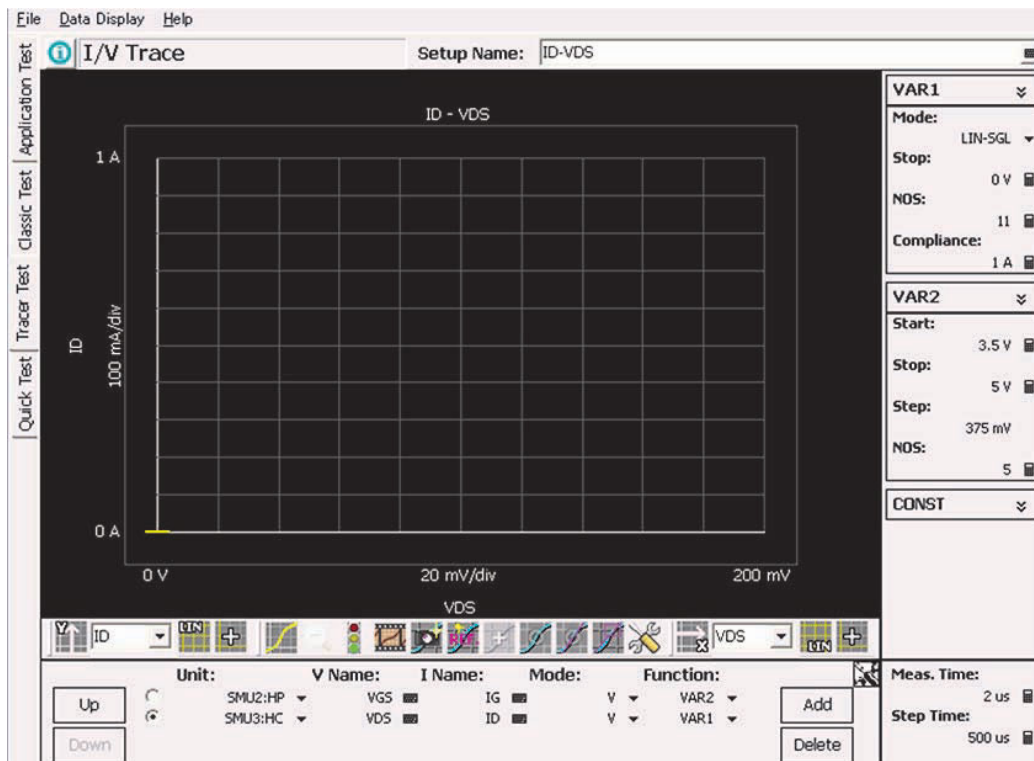 File Data Display Help
I/V Trace Setup Name: ID-VDS
Application Test
Classic Test
Tracer Test
Quick Test
ID - VDS
1 A
ID
100 mA/div
0 A
0 V 20 mV/div 200 mV
VDS
VAR1
Mode:
LIN-SGL
Stop:
0 V
NOS:
11
Compliance:
1 A
VAR2
Start:
3.5 V
Stop:
5 V
Step:
375 mV
NOS:
5
CONST
Y ID LIN REF X VDS LIN
Unit: V Name: I Name: Mode: Function:
Up SMU2:HP VGS IG V VAR2 Add
SMU3:HC VDS ID V VAR1
Down Delete
Meas. Time:
2 us
Step Time:
500 us